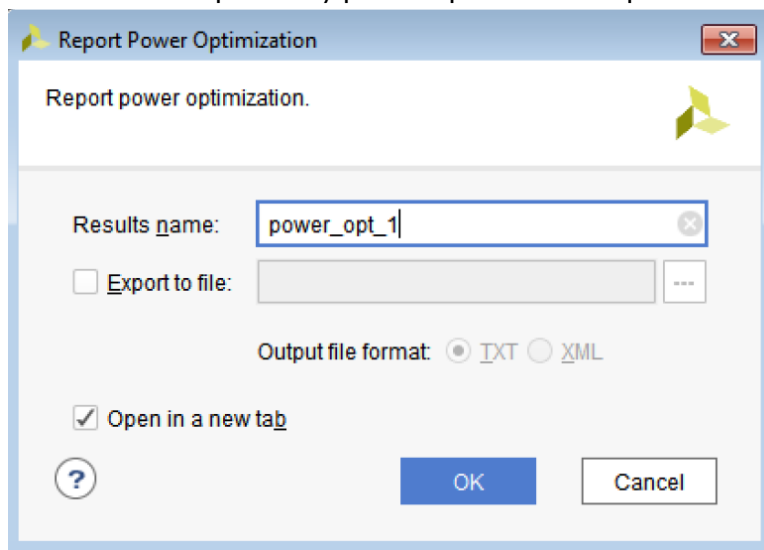 Report Power Optimization
Report power optimization.
Results name: power_opt_1
Export to file: ---
Output file format: TXT XML
Open in a new tab
?
OK Cancel